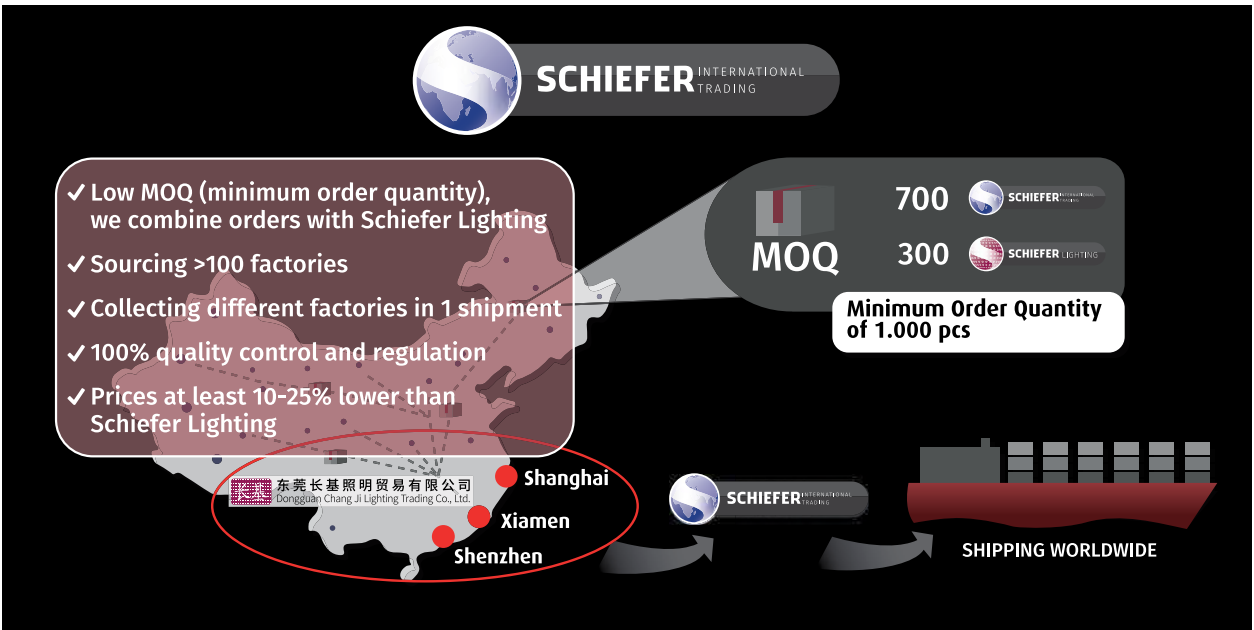 SCHIEFER INTERNATIONAL
TRADING
✓ Low MOQ (minimum order quantity),
we combine orders with Schiefer Lighting
✓ Sourcing >100 factories
✓ Collecting different factories in 1 shipment
✓ 100% quality control and regulation
✓ Prices at least 10-25% lower than
Schiefer Lighting
MOQ
700 SCHIEFER INTERNATIONAL
TRADING
300 SCHIEFER LIGHTING
Minimum Order Quantity
of 1.000 pcs
长基 东莞长基照明贸易有限公司
Dongguan Chang Ji Lighting Trading Co., Ltd.
Shanghai
Xiamen
Shenzhen
SCHIEFER INTERNATIONAL
TRADING
SHIPPING WORLDWIDE